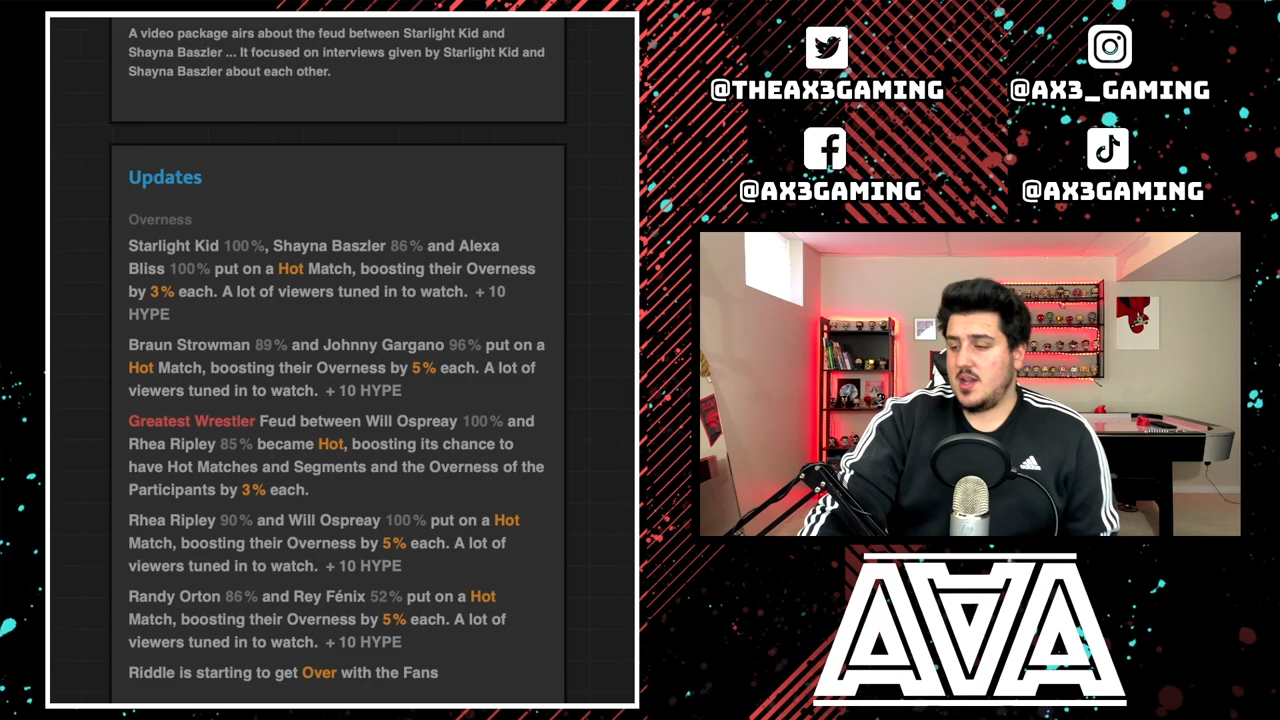 A video package airs about the feud between Starlight Kid and
Shayna Baszler ... It focused on interviews given by Starlight Kid and
Shayna Baszler about each other.
Updates
Overness
Starlight Kid 100%, Shayna Baszler 86% and Alexa
Bliss 100% put on a Hot Match, boosting their Overness
by 3% each. A lot of viewers tuned in to watch. + 10
HYPE
Braun Strowman 89% and Johnny Gargano 96% put on a
Hot Match, boosting their Overness by 5% each. A lot of
viewers tuned in to watch. + 10 HYPE
Greatest Wrestler Feud between Will Ospreay 100% and
Rhea Ripley 85% became Hot, boosting its chance to
have Hot Matches and Segments and the Overness of the
Participants by 3% each.
Rhea Ripley 90% and Will Ospreay 100% put on a Hot
Match, boosting their Overness by 5% each. A lot of
viewers tuned in to watch. + 10 HYPE
Randy Orton 86% and Rey Fénix 52% put on a Hot
Match, boosting their Overness by 5% each. A lot of
viewers tuned in to watch. + 10 HYPE
Riddle is starting to get Over with the Fans
@THEAX3GAMING
@AX3_GAMING
@AX3GAMING
@AX3GAMING